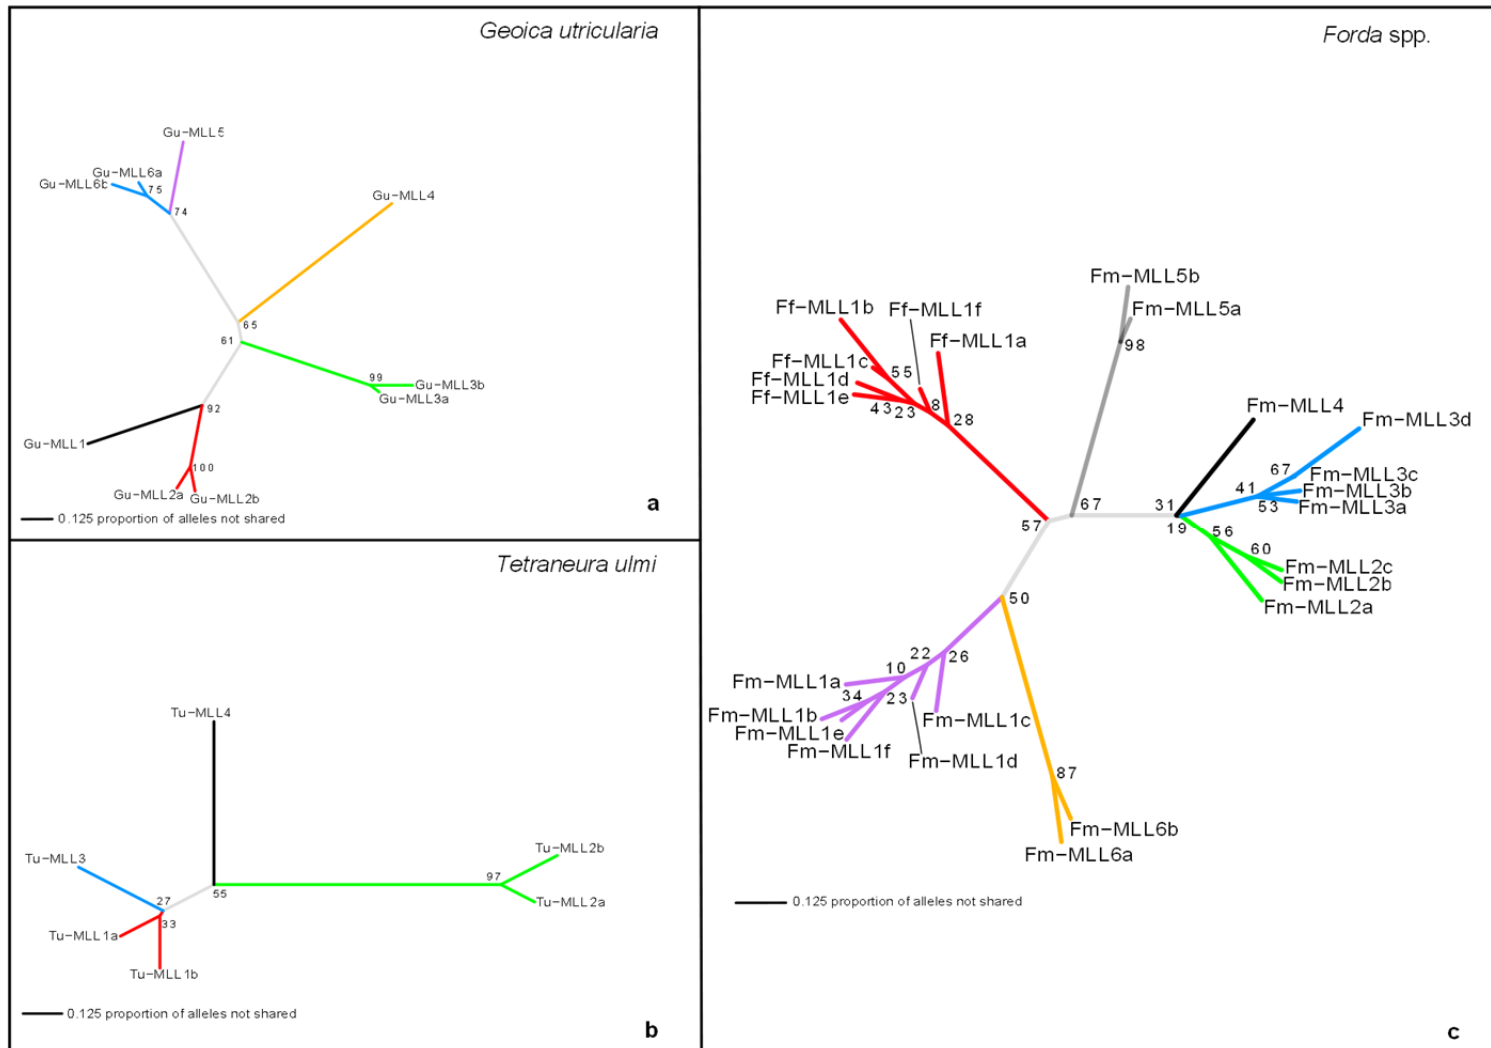 Geoica utricularia
Gu-MLL5
Gu-MLL6a
Gu-MLL6b
75
74
Gu-MLL4
65
61
99
Gu-MLL3b
Gu-MLL3a
92
Gu-MLL1
100
Gu-MLL2a
Gu-MLL2b
0.125 proportion of alleles not shared
a
Tetraneura ulmi
Tu-MLL4
Tu-MLL3
Tu-MLL2b
97
55
Tu-MLL2a
27
33
Tu-MLL1a
Tu-MLL1b
0.125 proportion of alleles not shared
b
Forda spp.
Fm-MLL5b
Fm-MLL5a
98
Ff-MLL1b
Ff-MLL1f
Ff-MLL1a
Ff-MLL1c
55
Ff-MLL1d
Ff-MLL1e
43
23
8
28
Fm-MLL4
Fm-MLL3d
67
Fm-MLL3c
41
Fm-MLL3b
53
Fm-MLL3a
57
67
31
19
56
60
Fm-MLL2c
Fm-MLL2b
Fm-MLL2a
50
22
26
10
Fm-MLL1a
34
23
Fm-MLL1b
Fm-MLL1c
Fm-MLL1e
Fm-MLL1f
Fm-MLL1d
87
Fm-MLL6b
Fm-MLL6a
0.125 proportion of alleles not shared
c